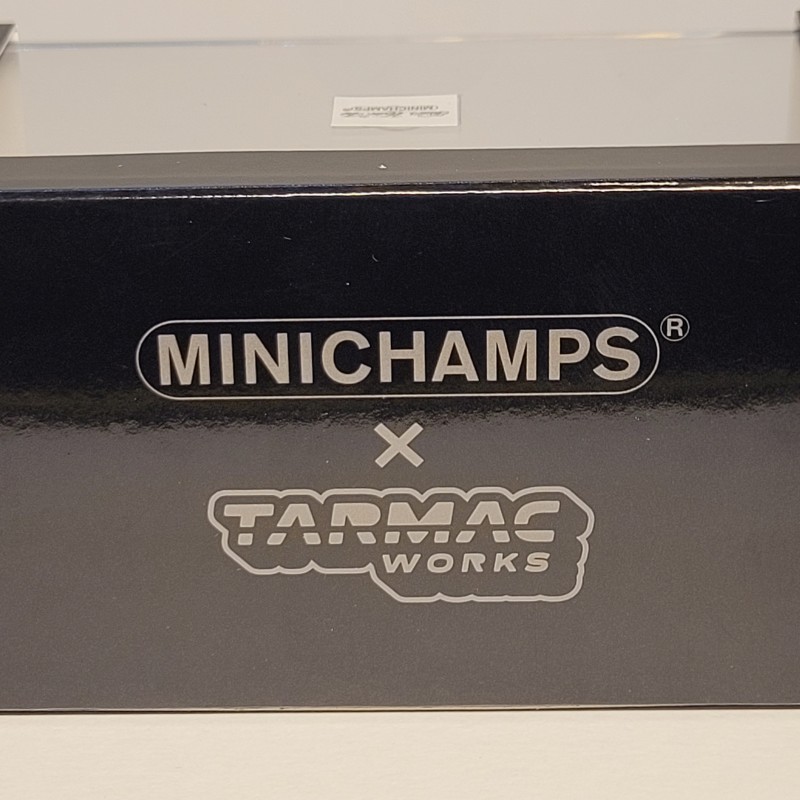 MINICHAMPS®
×
TARMAC
WORKS